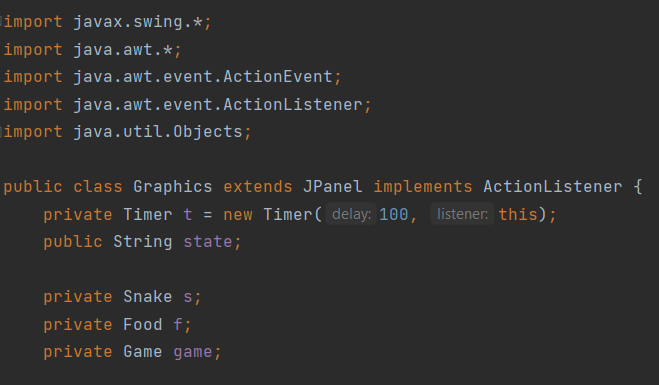 import javax.swing.*;
import java.awt.*;
import java.awt.event.ActionEvent;
import java.awt.event.ActionListener;
import java.util.Objects;
public class Graphics extends JPanel implements ActionListener {
private Timer t = new Timer( delay: 100, listener: this);
public String state;
private Snake s;
private Food f;
private Game game;